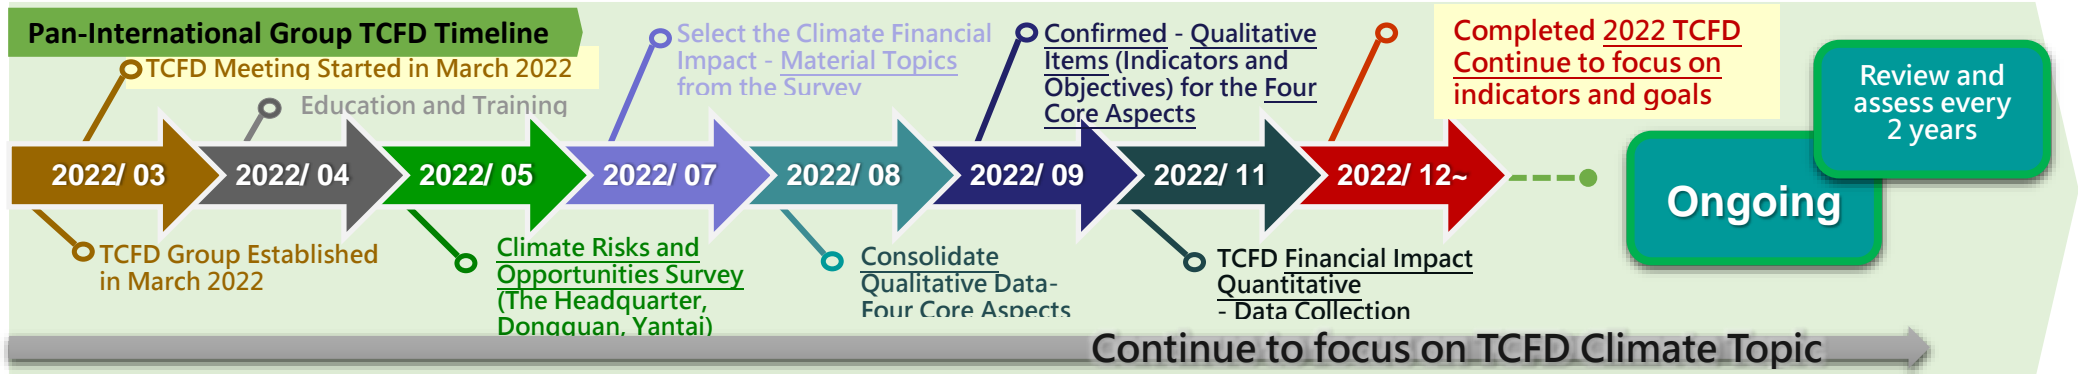 Pan-International Group TCFD Timeline
TCFD Meeting Started in March 2022
Education and Training
Select the Climate Financial
Impact - Material Topics
from the Survey
Confirmed - Qualitative
Items (Indicators and
Objectives) for the Four
Core Aspects
Completed 2022 TCFD
Continue to focus on
indicators and goals
Review and
assess every
2 years
2022/ 03
2022/ 04
2022/ 05
2022/ 07
2022/ 08
2022/ 09
2022/ 11
2022/ 12~
Ongoing
TCFD Group Established
in March 2022
Climate Risks and
Opportunities Survey
(The Headquarter,
Dongguan, Yantai)
Consolidate
Qualitative Data-
Four Core Aspects
TCFD Financial Impact
Quantitative
- Data Collection
Continue to focus on TCFD Climate Topic